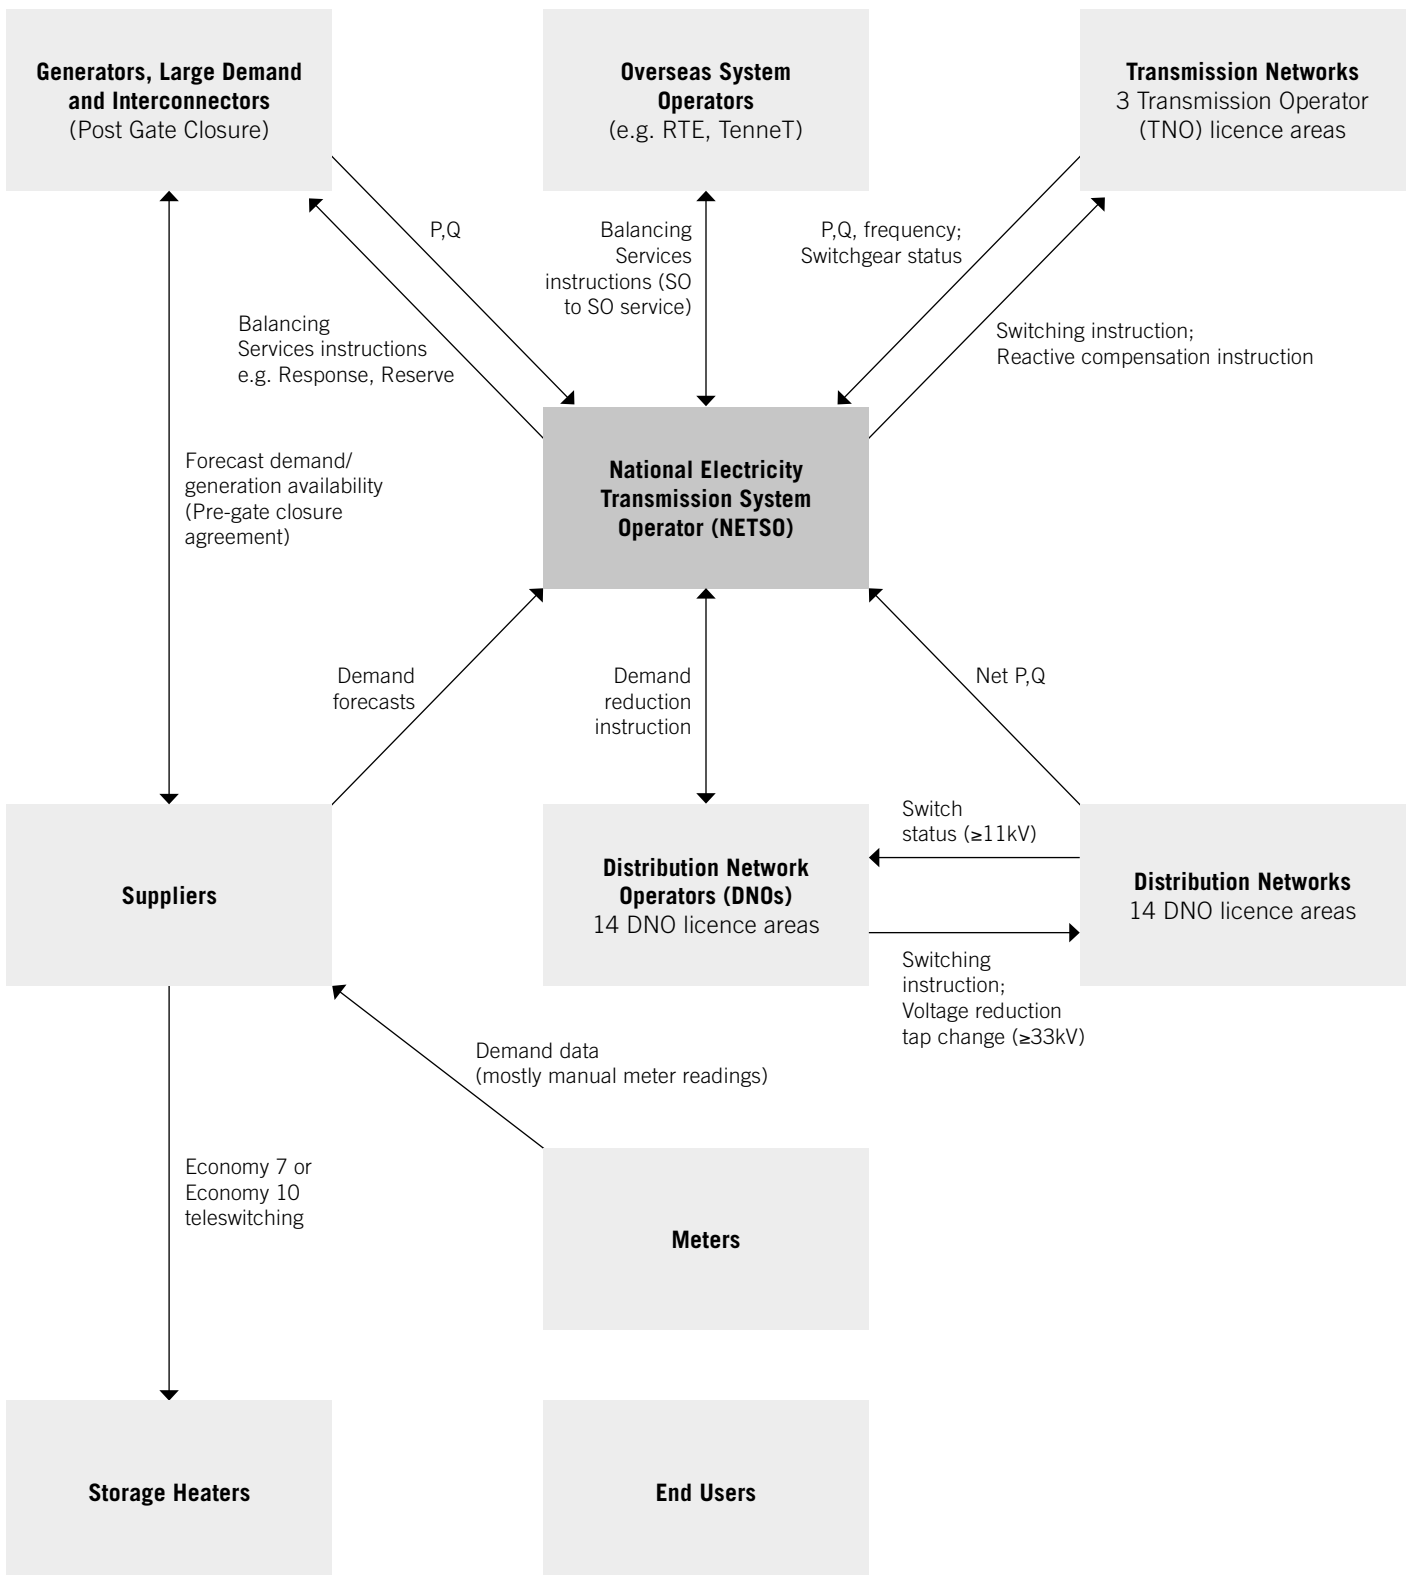 Generators, Large Demand
and Interconnectors
(Post Gate Closure)
Overseas System
Operators
(e.g. RTE, TenneT)
Transmission Networks
3 Transmission Operator
(TNO) licence areas
P,Q
Balancing
Services
instructions (SO
to SO service)
P,Q, frequency;
Switchgear status
Balancing
Services instructions
e.g. Response, Reserve
Switching instruction;
Reactive compensation instruction
Forecast demand/
generation availability
(Pre-gate closure
agreement)
National Electricity
Transmission System
Operator (NETSO)
Demand
forecasts
Demand
reduction
instruction
Net P,Q
Suppliers
Distribution Network
Operators (DNOs)
14 DNO licence areas
Switch
status (≥11kV)
Distribution Networks
14 DNO licence areas
Switching
instruction;
Voltage reduction
tap change (≥33kV)
Demand data
(mostly manual meter readings)
Economy 7 or
Economy 10
teleswitching
Meters
Storage Heaters
End Users